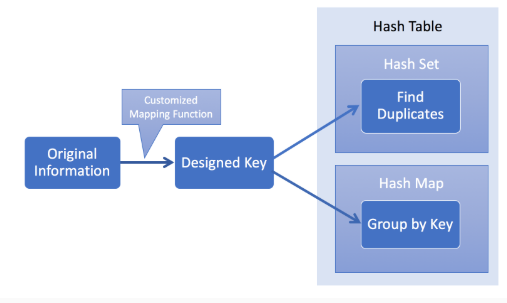 Hash Table
Hash Set
Find
Duplicates
Customized
Mapping Function
Original
Information
Designed Key
Hash Map
Group by Key